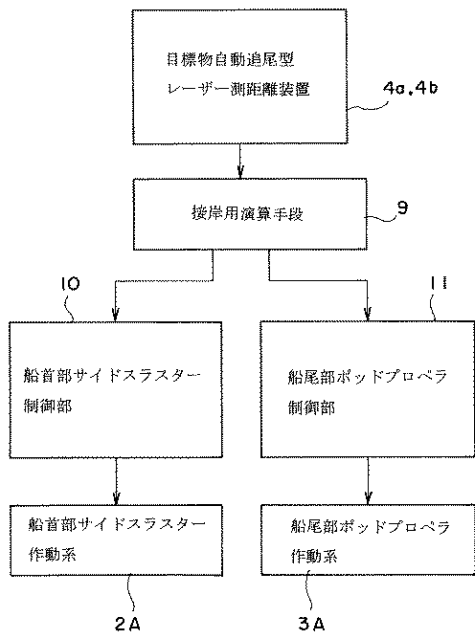 目標物自動追尾型
レーザー測距離装置
4a,4b
接岸用演算手段
9
10
11
船首部サイドスラスター
制御部
船尾部ポッドプロペラ
制御部
船首部サイドスラスター
作動系
船尾部ポッドプロペラ
作動系
2A
3A